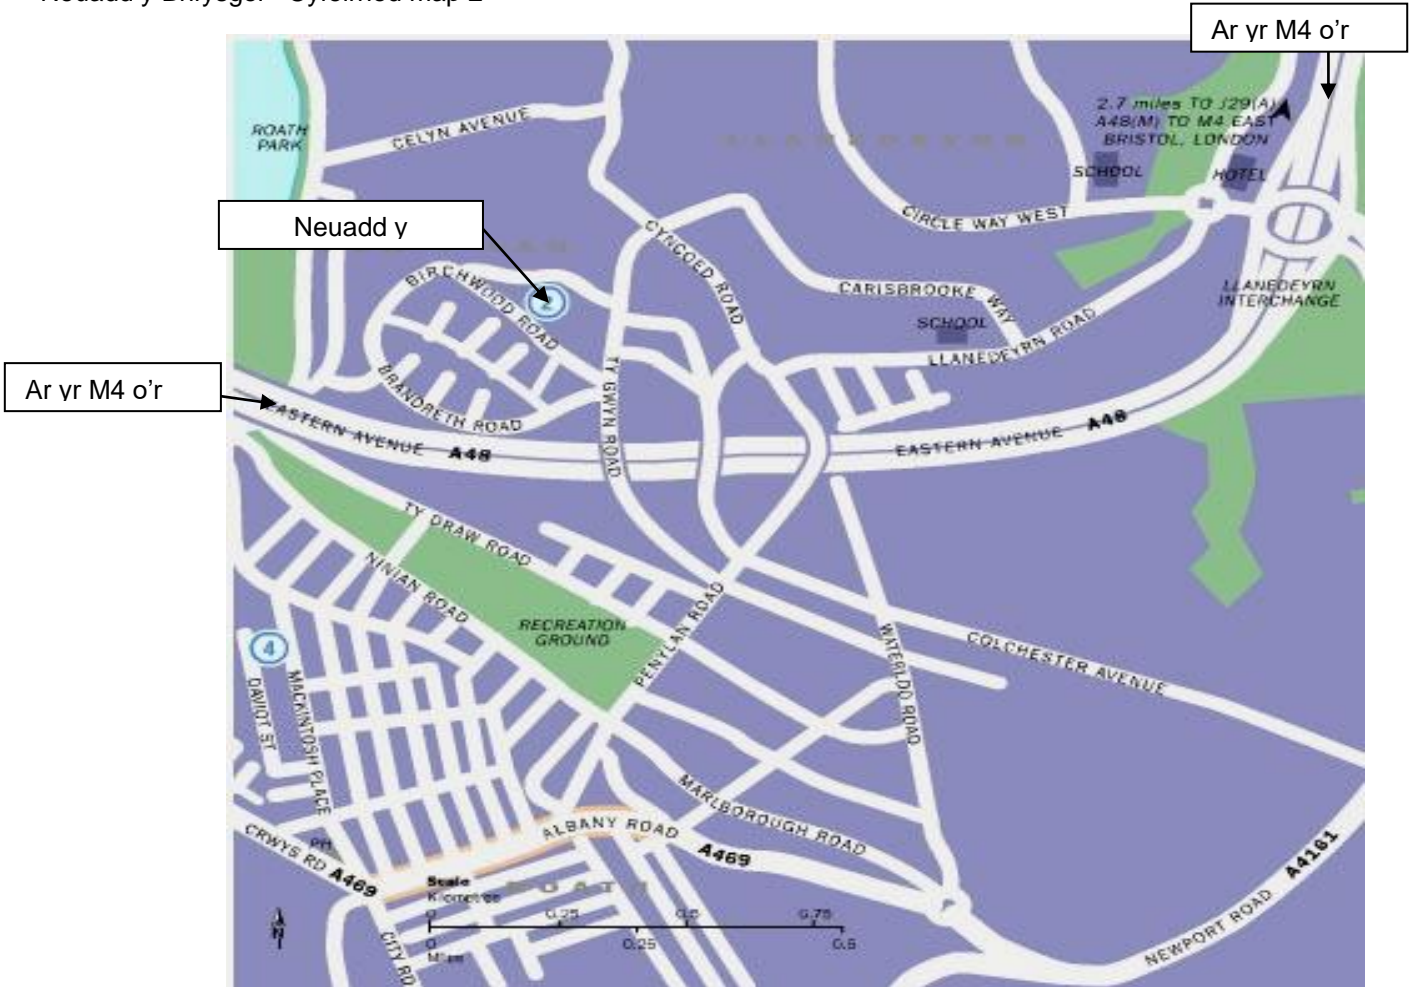 Ar yr M4 o’r
2.7 miles TO J29(A)
A48(M) TO M4 EAST
BRISTOL, LONDON
ROATH
PARK
CELYN AVENUE
SCHOOL
HOTEL
CIRCLE WAY WEST
Neuadd y
CYNCOED ROAD
BIRCHWOOD ROAD
2
CARISBROOKE WAY
LLANEDEYRN
INTERCHANGE
SCHOOL
LLANEDEYRN ROAD
Ar yr M4 o’r
BRANDRETH ROAD
TY GWYN ROAD
EASTERN AVENUE A48
EASTERN AVENUE A48
TY DRAW ROAD
NINIAN ROAD
RECREATION
GROUND
PENYLAN ROAD
WATERLOO ROAD
COLCHESTER AVENUE
4
DAVIOT ST
MACKINTOSH PLACE
MARLBOROUGH ROAD
ALBANY ROAD
A469
CRWYS RD A469
PH
A4161
NEWPORT ROAD
ROATH
Scale
Kilometres
0 0.25 0.5 0.75
0 0.25 0.5
Miles
N
CITY RD